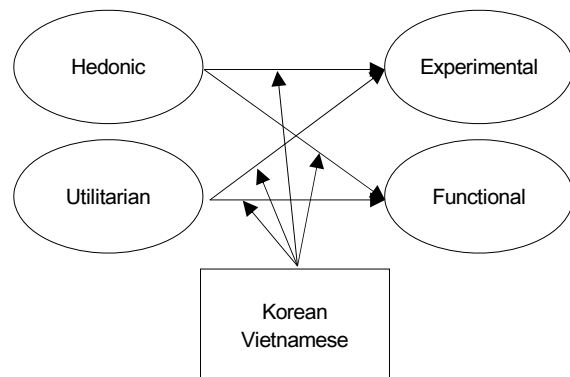 Hedonic
Experimental
Utilitarian
Functional
Korean
Vietnamese